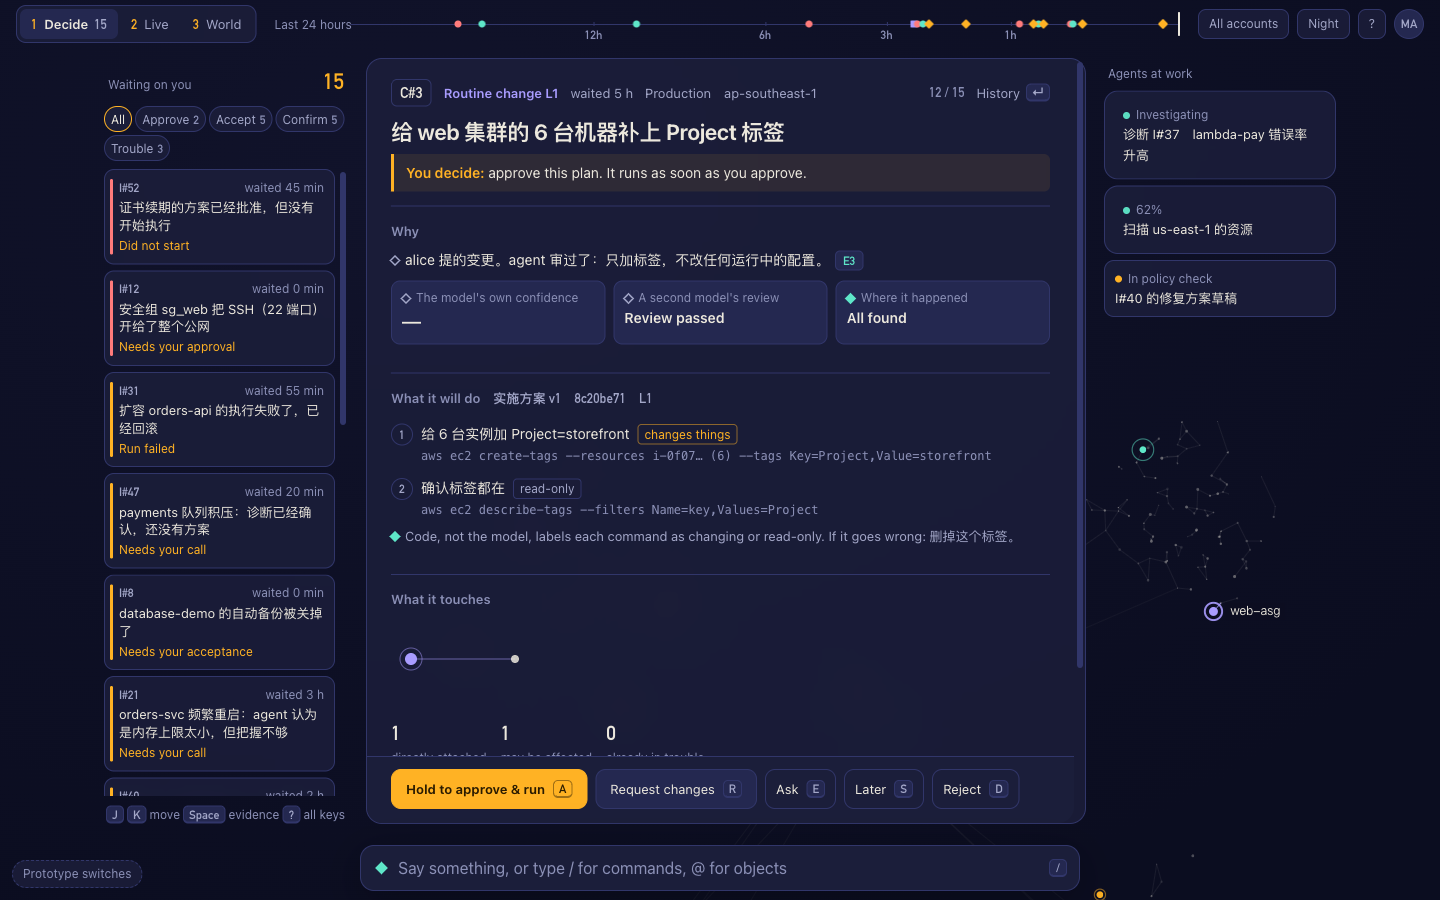 1 Decide 15 2 Live 3 World
Last 24 hours
12h 6h 3h 1h
All accounts Night ? MA
Waiting on you 15
All Approve 2 Accept 5 Confirm 5
Trouble 3
I#52 waited 45 min
证书续期的方案已经批准，但没有
开始执行
Did not start
I#12 waited 0 min
安全组 sg_web 把 SSH（22 端口）
开给了整个公网
Needs your approval
I#31 waited 55 min
扩容 orders-api 的执行失败了，已
经回滚
Run failed
I#47 waited 20 min
payments 队列积压：诊断已经确
认，还没有方案
Needs your call
I#8 waited 0 min
database-demo 的自动备份被关掉
了
Needs your acceptance
I#21 waited 3 h
orders-svc 频繁重启：agent 认为
是内存上限太小，但把握不够
Needs your call
J K move Space evidence ? all keys
Prototype switches
C#3 Routine change L1 waited 5 h Production ap-southeast-1 12 / 15 History ↵
给 web 集群的 6 台机器补上 Project 标签
You decide: approve this plan. It runs as soon as you approve.
Why
alice 提的变更。agent 审过了：只加标签，不改任何运行中的配置。 E3
The model's own confidence
—
A second model's review
Review passed
Where it happened
All found
What it will do 实施方案 v1 8c20be71 L1
1 给 6 台实例加 Project=storefront changes things
aws ec2 create-tags --resources i-0f07… (6) --tags Key=Project,Value=storefront
2 确认标签都在 read-only
aws ec2 describe-tags --filters Name=key,Values=Project
Code, not the model, labels each command as changing or read-only. If it goes wrong: 删掉这个标签。
What it touches
1 1 0
directly attached may be affected already in trouble
Hold to approve & run A Request changes R Ask E Later S Reject D
Say something, or type / for commands, @ for objects /
Agents at work
Investigating
诊断 I#37 lambda-pay 错误率
升高
62%
扫描 us-east-1 的资源
In policy check
I#40 的修复方案草稿
web-asg